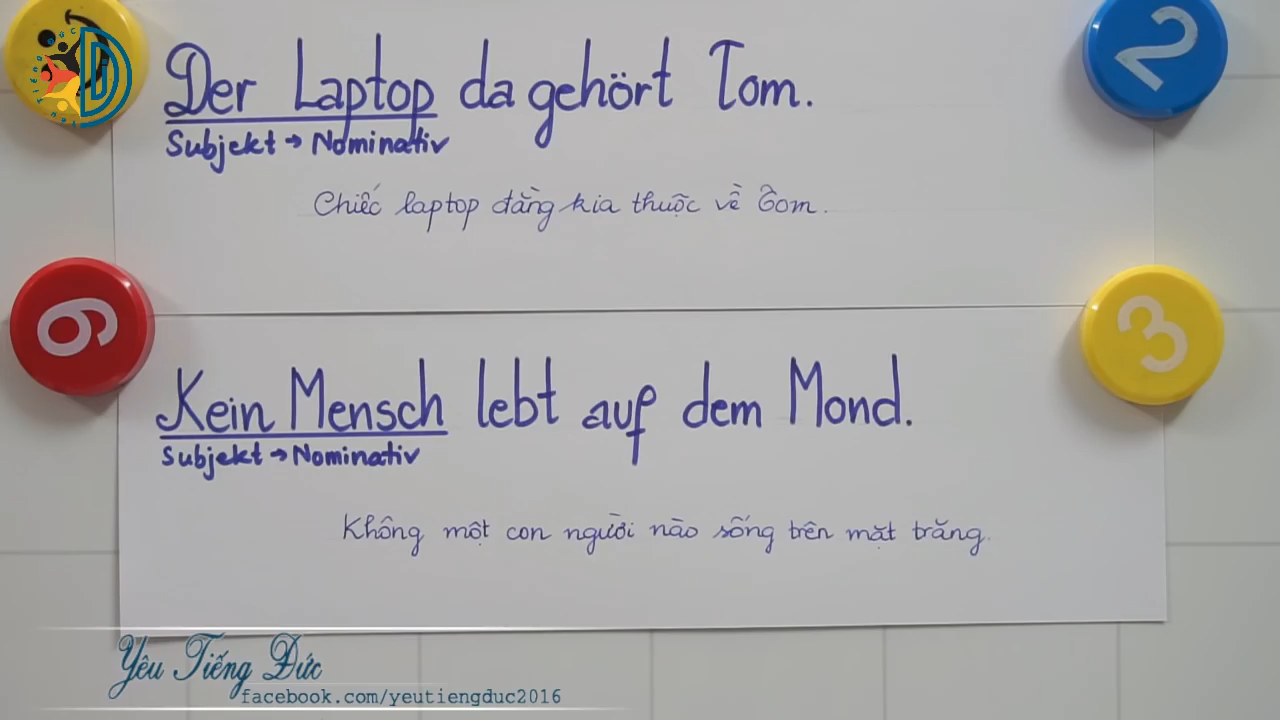 2
Der Laptop da gehört Tom.
Subjekt → Nominativ
Chiếc laptop đằng kia thuộc về Tom.
6
3
Kein Mensch lebt auf dem Mond.
Subjekt → Nominativ
Không một con người nào sống trên mặt trăng.
Yêu Tiếng Đức
facebook.com/yeutiengduc2016